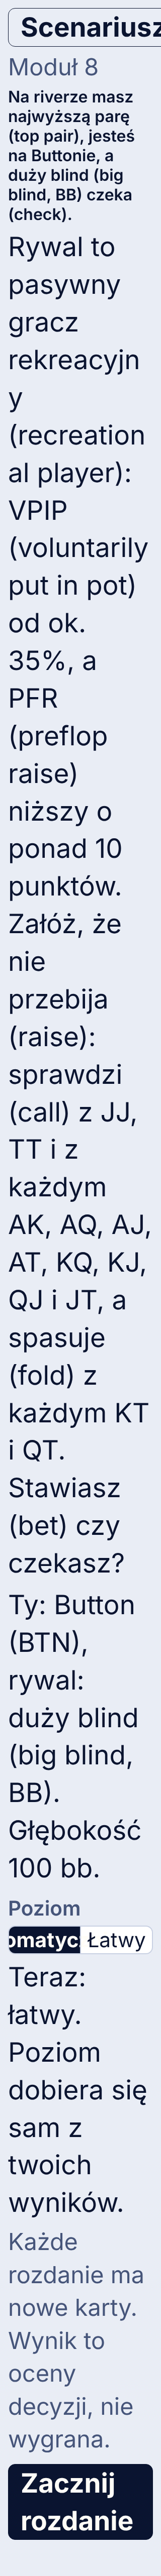 Scenariusz
Moduł 8
Na riverze masz
najwyższą parę
(top pair), jesteś
na Buttonie, a
duży blind (big
blind, BB) czeka
(check).
Rywal to
pasywny
gracz
rekreacyjn
y
(recreation
al player):
VPIP
(voluntarily
put in pot)
od ok.
35%, a
PFR
(preflop
raise)
niższy o
ponad 10
punktów.
Załóż, że
nie
przebija
(raise):
sprawdzi
(call) z JJ,
TT i z
każdym
AK, AQ, AJ,
AT, KQ, KJ,
QJ i JT, a
spasuje
(fold) z
każdym KT
i QT.
Stawiasz
(bet) czy
czekasz?
Ty: Button
(BTN),
rywal:
duży blind
(big blind,
BB).
Głębokość
100 bb.
Poziom
omatycz Łatwy
Teraz:
łatwy.
Poziom
dobiera się
sam z
twoich
wyników.
Każde
rozdanie ma
nowe karty.
Wynik to
oceny
decyzji, nie
wygrana.
Zacznij
rozdanie